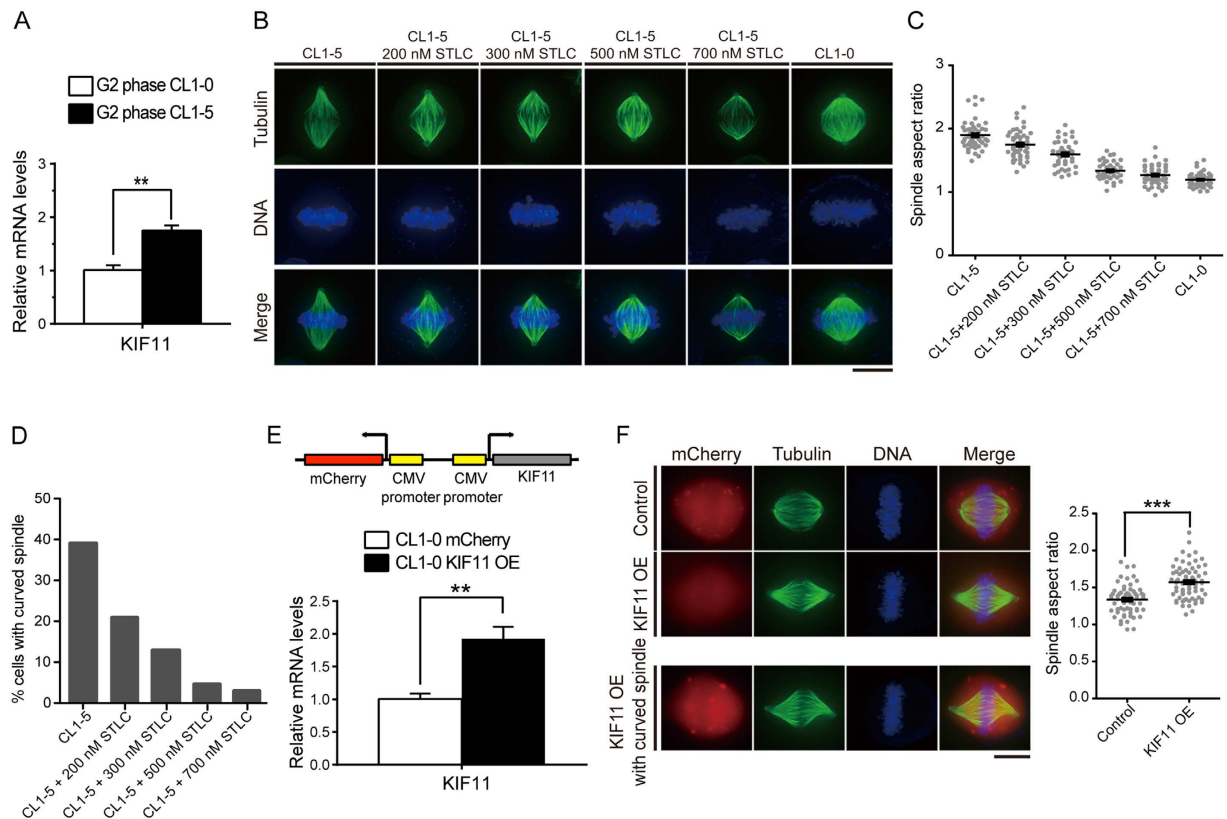 A
G2 phase CL1-0
G2 phase CL1-5
Relative mRNA levels
3
2
1
0
**
KIF11
B
CL1-5
CL1-5
200 nM STLC
CL1-5
300 nM STLC
CL1-5
500 nM STLC
CL1-5
700 nM STLC
CL1-0
Tubulin
DNA
Merge
C
Spindle aspect ratio
3
2
1
0
CL1-5
CL1-5+200 nM STLC
CL1-5+300 nM STLC
CL1-5+500 nM STLC
CL1-5+700 nM STLC
CL1-0
D
% cells with curved spindle
50
40
30
20
10
0
CL1-5
CL1-5 + 200 nM STLC
CL1-5 + 300 nM STLC
CL1-5 + 500 nM STLC
CL1-5 + 700 nM STLC
E
mCherry
CMV
promoter
CMV
promoter
KIF11
CL1-0 mCherry
CL1-0 KIF11 OE
Relative mRNA levels
2.5
2.0
1.5
1.0
0.5
0.0
**
KIF11
F
mCherry
Tubulin
DNA
Merge
Control
KIF11 OE
KIF11 OE
with curved spindle
Spindle aspect ratio
2.5
2.0
1.5
1.0
0.5
0.0
***
Control
KIF11 OE